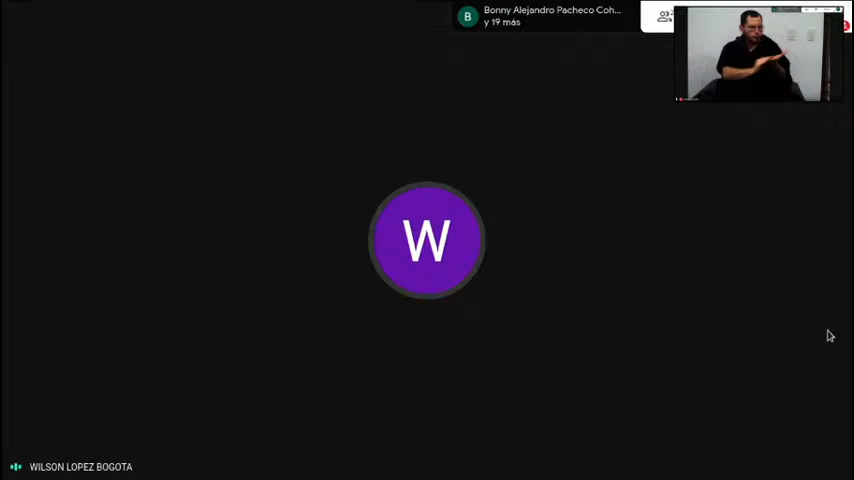 B
Bonny Alejandro Pacheco Coh...
y 19 más
W
WILSON LOPEZ BOGOTA